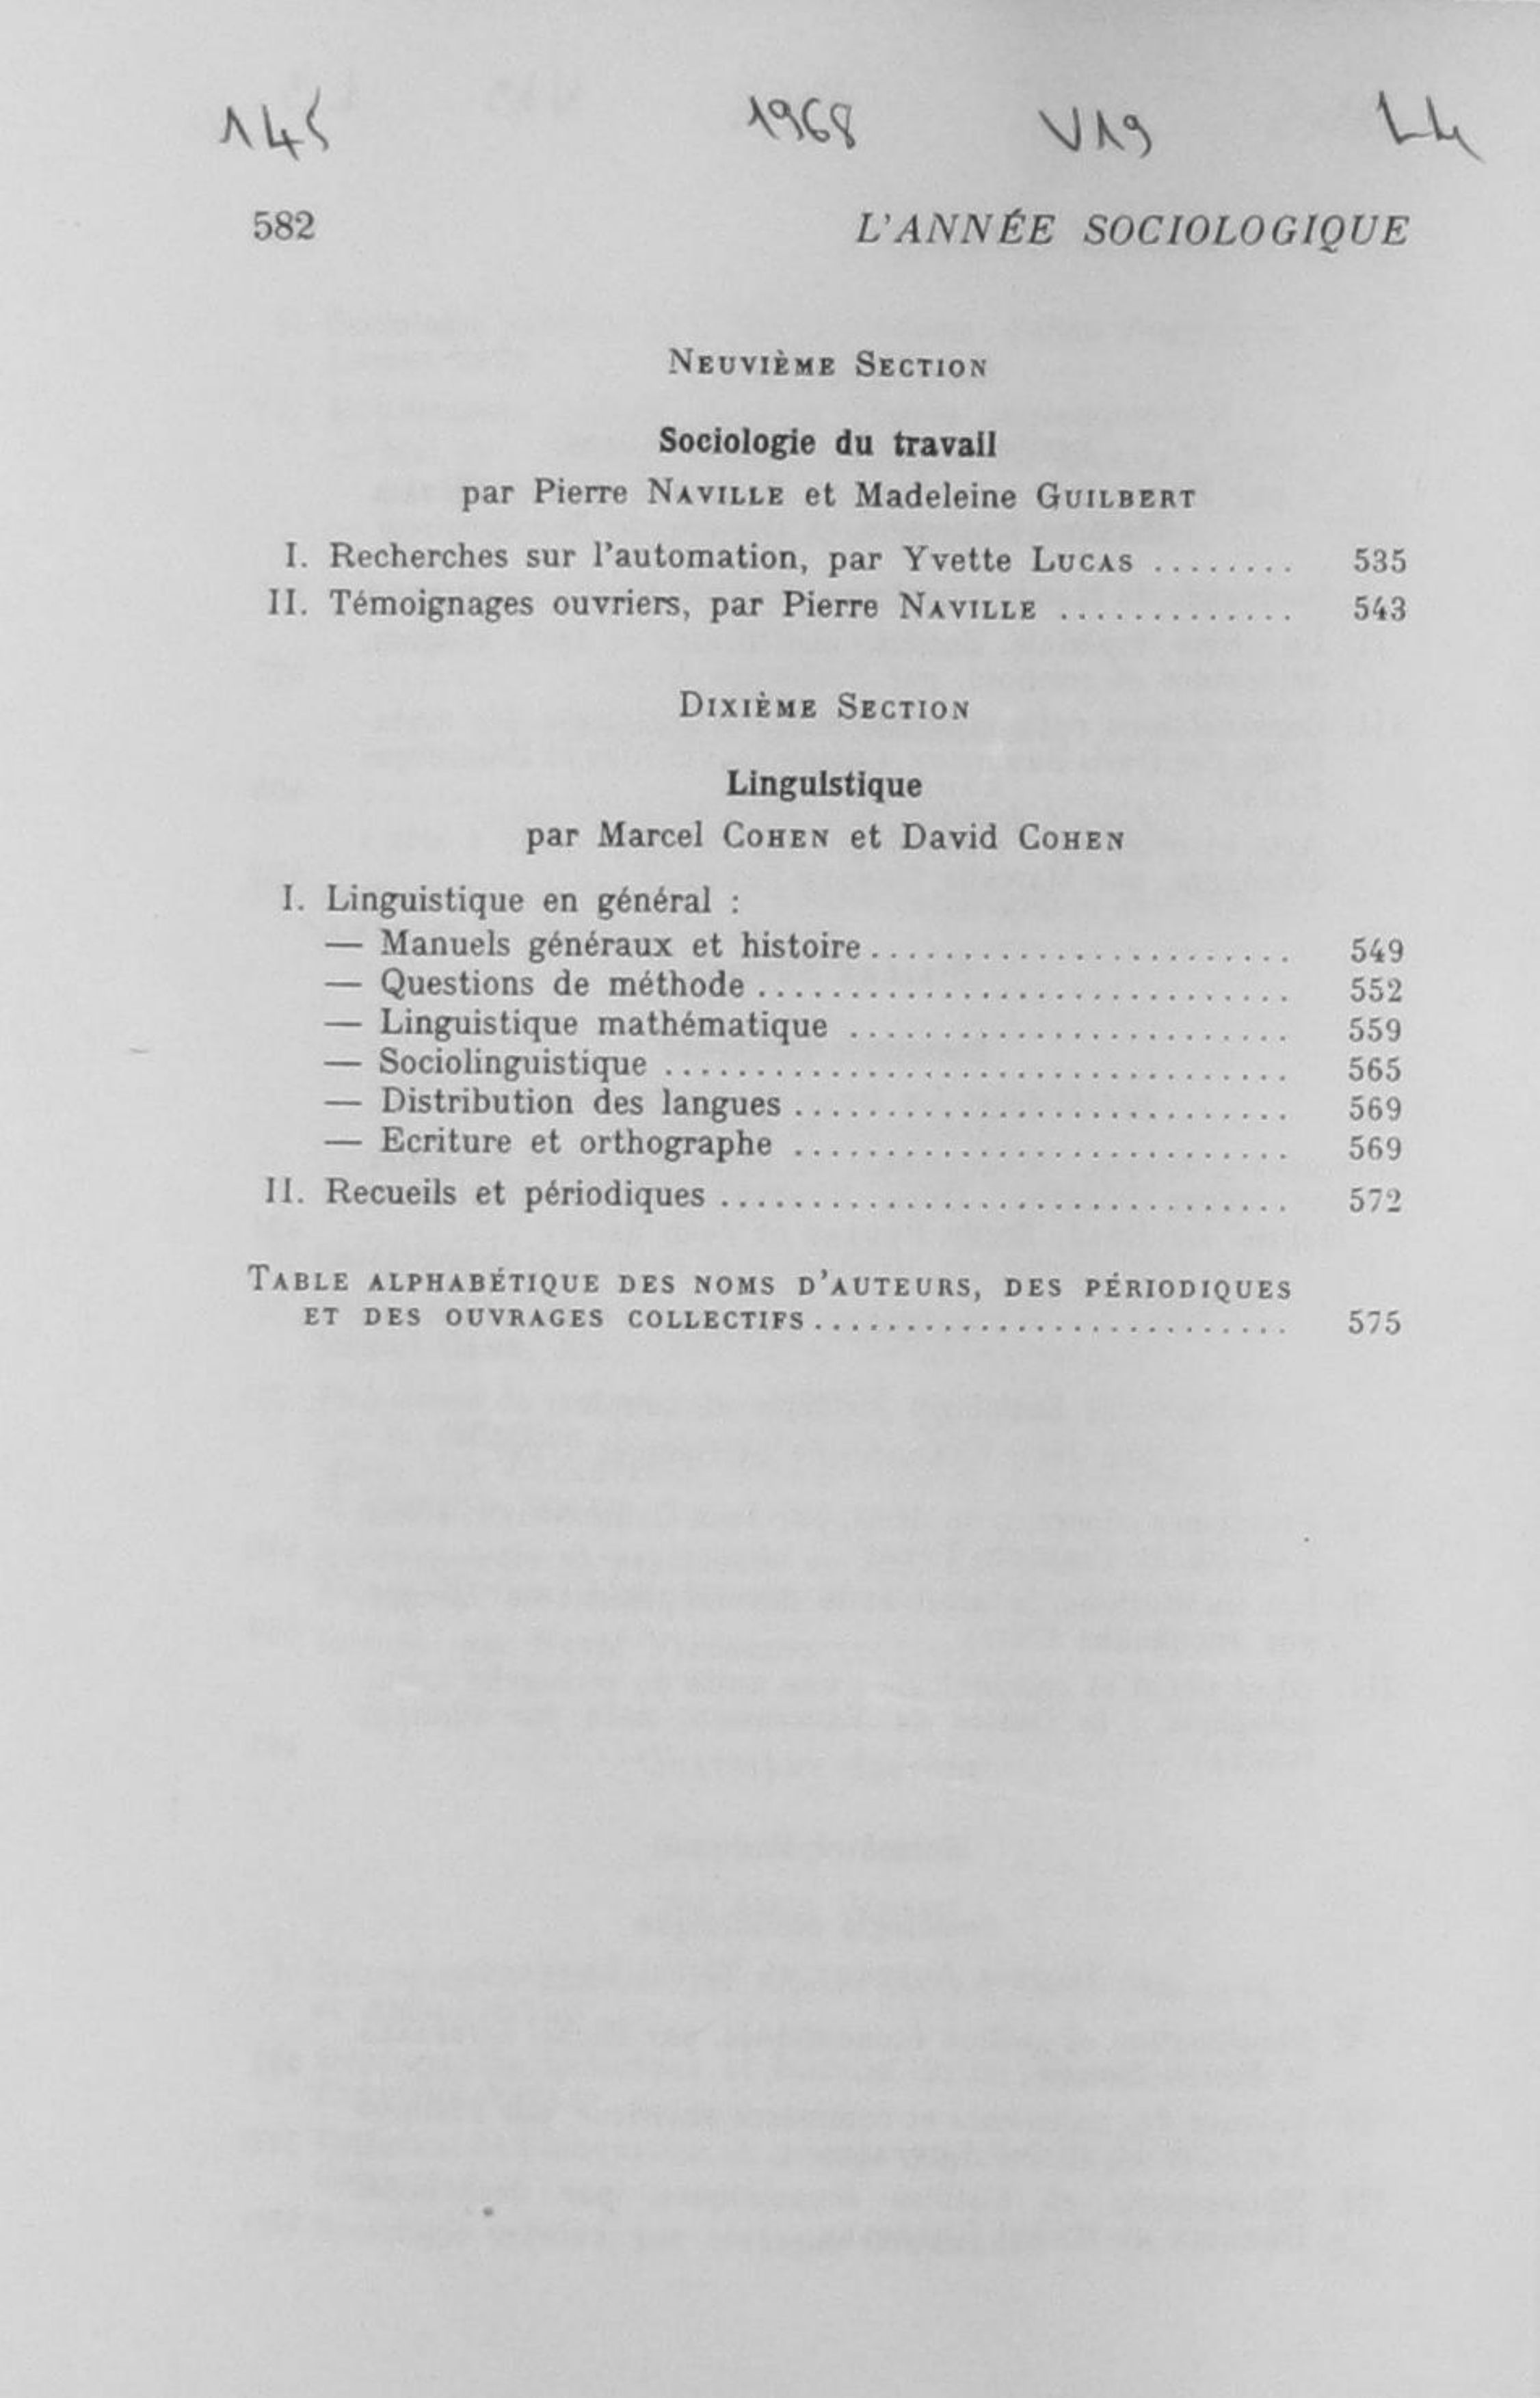 145 1968 V19 L4
582 L'ANNÉE SOCIOLOGIQUE
NEUVIÈME SECTION
Sociologie du travail
par Pierre NAVILLE et Madeleine GUILBERT
I. Recherches sur l'automation, par Yvette LUCAS ........ 535
II. Témoignages ouvriers, par Pierre NAVILLE ............. 543
DIXIÈME SECTION
Linguistique
par Marcel COHEN et David COHEN
I. Linguistique en général :
— Manuels généraux et histoire....................... 549
— Questions de méthode ............................. 552
— Linguistique mathématique ........................ 559
— Sociolinguistique .................................. 565
— Distribution des langues ........................... 569
— Ecriture et orthographe ........................... 569
II. Recueils et périodiques ............................... 572
TABLE ALPHABÉTIQUE DES NOMS D'AUTEURS, DES PÉRIODIQUES
ET DES OUVRAGES COLLECTIFS.......................... 575